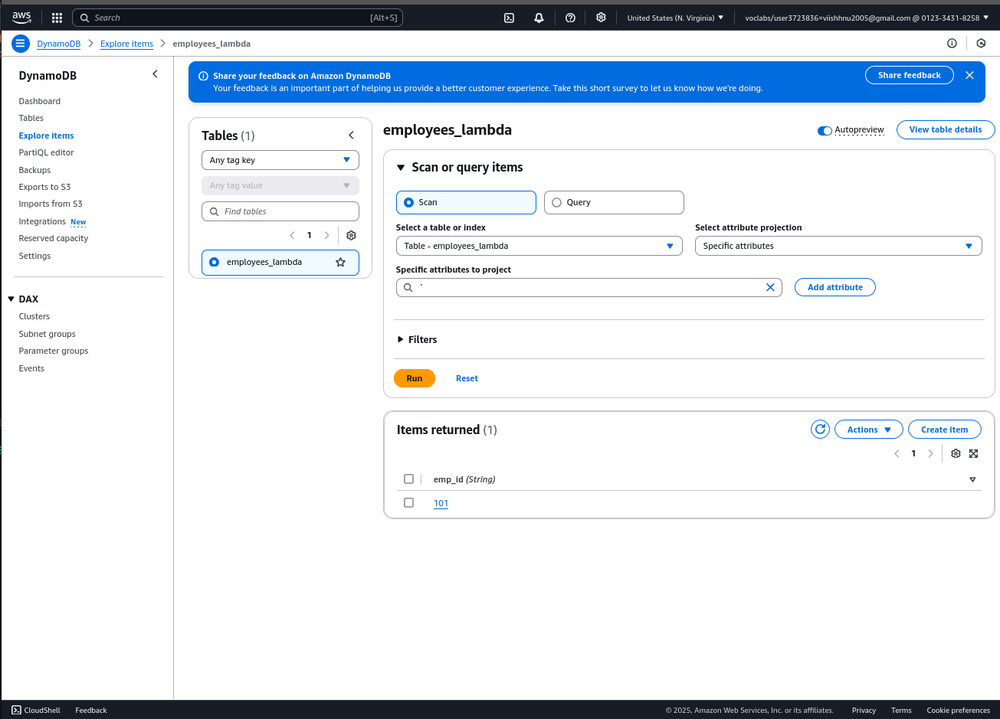 aws
Search [Alt+S]
United States (N. Virginia)
voclabs/user3723836=viishhnu2005@gmail.com @ 0123-3431-8258
DynamoDB
Explore items
employees_lambda
DynamoDB
Dashboard
Tables
Explore items
PartiQL editor
Backups
Exports to S3
Imports from S3
Integrations New
Reserved capacity
Settings
DAX
Clusters
Subnet groups
Parameter groups
Events
Share your feedback on Amazon DynamoDB
Your feedback is an important part of helping us provide a better customer experience. Take this short survey to let us know how we're doing.
Share feedback
Tables (1)
Any tag key
Any tag value
Find tables
1
employees_lambda
employees_lambda
Autopreview
View table details
Scan or query items
Scan
Query
Select a table or index
Table - employees_lambda
Select attribute projection
Specific attributes
Specific attributes to project
`
Add attribute
Filters
Run
Reset
Items returned (1)
Actions
Create item
1
emp_id (String)
101
CloudShell
Feedback
© 2025, Amazon Web Services, Inc. or its affiliates.
Privacy
Terms
Cookie preferences